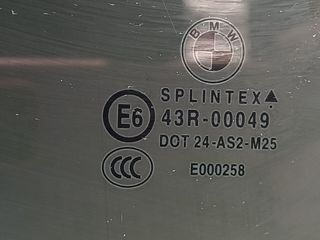 BMW
SPLINTEX
E6 43R-00049
DOT 24-AS2-M25
CCC E000258